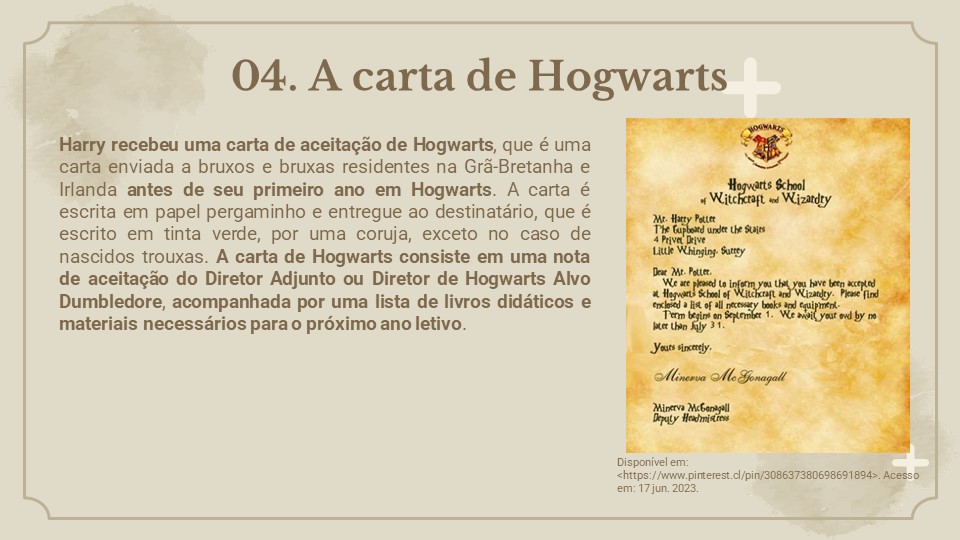 04. A carta de Hogwarts
Harry recebeu uma carta de aceitação de Hogwarts, que é uma
carta enviada a bruxos e bruxas residentes na Grã-Bretanha e
Irlanda antes de seu primeiro ano em Hogwarts. A carta é
escrita em papel pergaminho e entregue ao destinatário, que é
escrito em tinta verde, por uma coruja, exceto no caso de
nascidos trouxas. A carta de Hogwarts consiste em uma nota
de aceitação do Diretor Adjunto ou Diretor de Hogwarts Alvo
Dumbledore, acompanhada por uma lista de livros didáticos e
materiais necessários para o próximo ano letivo.
HOGWARTS
Hogwarts School
of Witchcraft and Wizardry
Mr. Harry Potter
The Cupboard under the Stairs
4 Privet Drive
Little Whinging, Surrey
Dear Mr. Potter,
We are pleased to inform you that you have been accepted
at Hogwarts School of Witchcraft and Wizardry. Please find
enclosed a list of all necessary books and equipment.
Term begins on September 1. We await your owl by no
later than July 31.
Yours sincerely,
Minerva McGonagall
Minerva McGonagall
Deputy Headmistress
Disponível em:
<https://www.pinterest.cl/pin/308637380698691894>. Acesso
em: 17 jun. 2023.